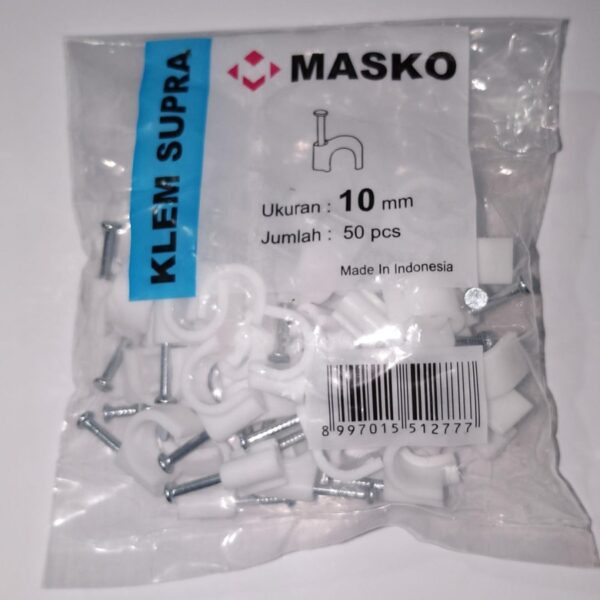 KLEM SUPRA
MASKO
Ukuran : 10 mm
Jumlah : 50 pcs
Made In Indonesia
8 997015 512777